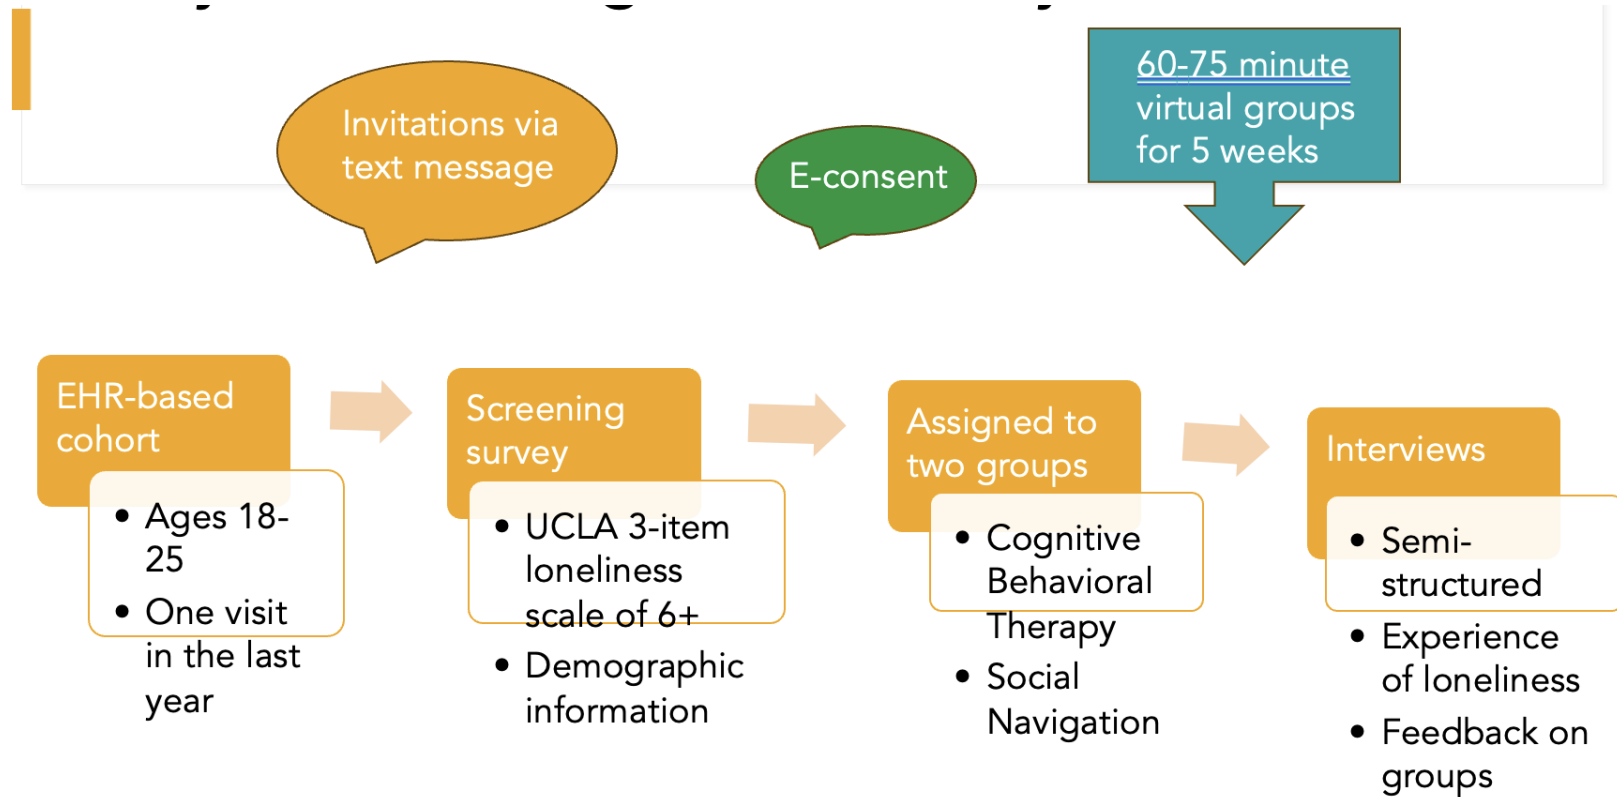 Invitations via
text message
E-consent
60-75 minute
virtual groups
for 5 weeks
EHR-based
cohort
• Ages 18-
25
• One visit
in the last
year
Screening
survey
• UCLA 3-item
loneliness
scale of 6+
• Demographic
information
Assigned to
two groups
• Cognitive
Behavioral
Therapy
• Social
Navigation
Interviews
• Semi-
structured
• Experience
of loneliness
• Feedback on
groups